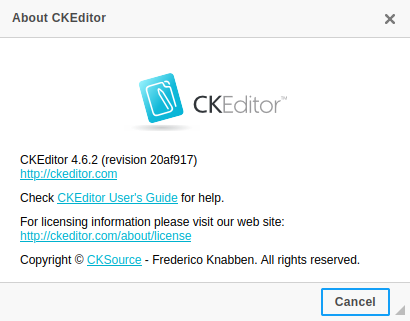 About CKEditor
CKEditor™
CKEditor 4.6.2 (revision 20af917)
http://ckeditor.com
Check CKEditor User's Guide for help.
For licensing information please visit our web site:
http://ckeditor.com/about/license
Copyright © CKSource - Frederico Knabben. All rights reserved.
Cancel